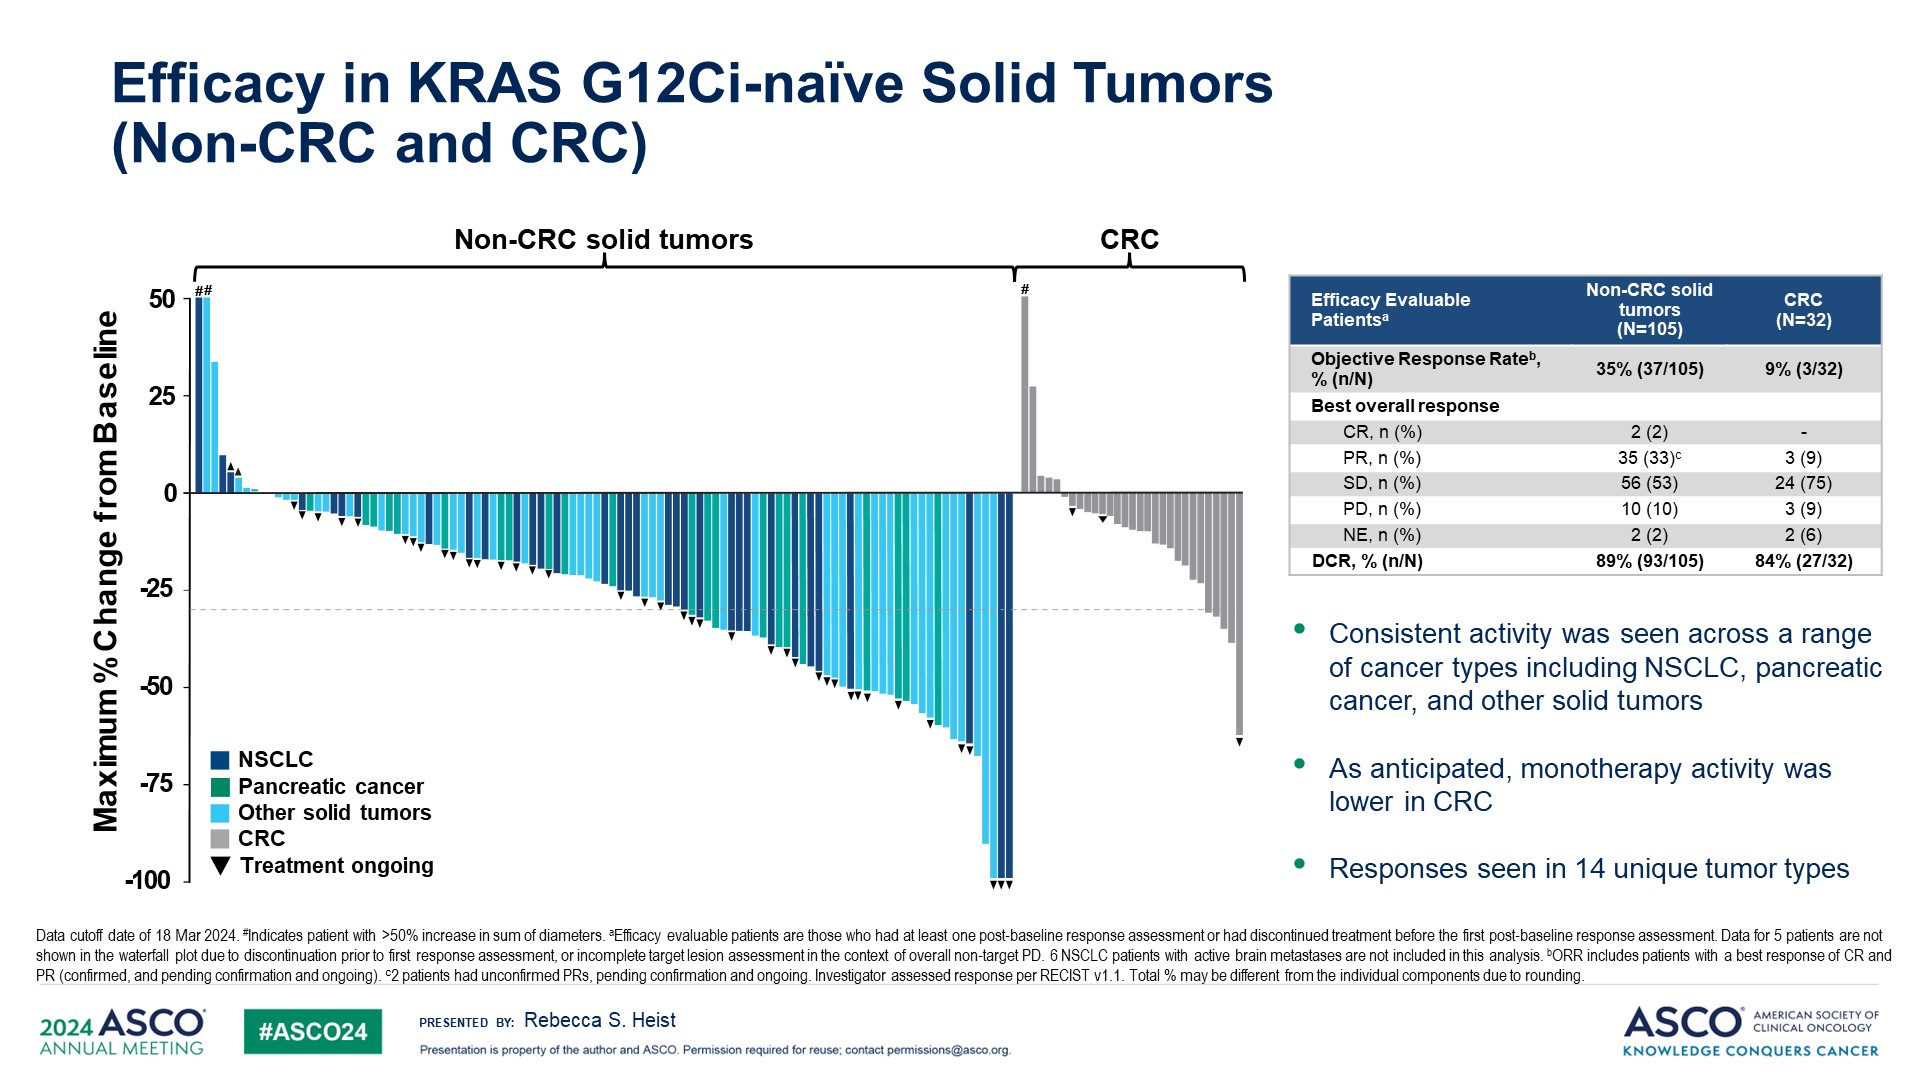 Efficacy in KRAS G12Ci-naïve Solid Tumors
(Non-CRC and CRC)
Non-CRC solid tumors
CRC
Maximum % Change from Baseline
50
25
0
-25
-50
-75
-100
##
#
NSCLC
Pancreatic cancer
Other solid tumors
CRC
Treatment ongoing
Efficacy Evaluable Patientsᵃ | Non-CRC solid tumors (N=105) | CRC (N=32)
Objective Response Rateᵇ, % (n/N) | 35% (37/105) | 9% (3/32)
Best overall response
CR, n (%) | 2 (2) | -
PR, n (%) | 35 (33)ᶜ | 3 (9)
SD, n (%) | 56 (53) | 24 (75)
PD, n (%) | 10 (10) | 3 (9)
NE, n (%) | 2 (2) | 2 (6)
DCR, % (n/N) | 89% (93/105) | 84% (27/32)
• Consistent activity was seen across a range
of cancer types including NSCLC, pancreatic
cancer, and other solid tumors
• As anticipated, monotherapy activity was
lower in CRC
• Responses seen in 14 unique tumor types
Data cutoff date of 18 Mar 2024. #Indicates patient with >50% increase in sum of diameters. ᵃEfficacy evaluable patients are those who had at least one post-baseline response assessment or had discontinued treatment before the first post-baseline response assessment. Data for 5 patients are not
shown in the waterfall plot due to discontinuation prior to first response assessment, or incomplete target lesion assessment in the context of overall non-target PD. 6 NSCLC patients with active brain metastases are not included in this analysis. ᵇORR includes patients with a best response of CR and
PR (confirmed, and pending confirmation and ongoing). ᶜ2 patients had unconfirmed PRs, pending confirmation and ongoing. Investigator assessed response per RECIST v1.1. Total % may be different from the individual components due to rounding.
2024 ASCO®
ANNUAL MEETING
#ASCO24
PRESENTED BY: Rebecca S. Heist
Presentation is property of the author and ASCO. Permission required for reuse; contact permissions@asco.org.
ASCO® AMERICAN SOCIETY OF
CLINICAL ONCOLOGY
KNOWLEDGE CONQUERS CANCER